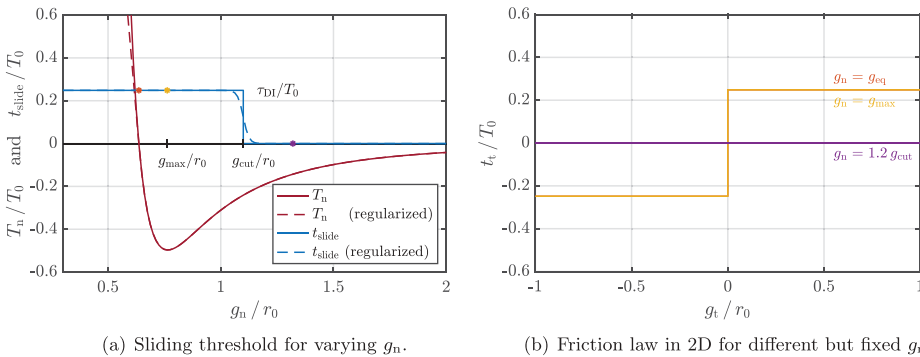 0.6
0.4
0.2
0
-0.2
-0.4
-0.6
T_n / T_0 and t_slide / T_0
τ_DI/T_0
g_max/r_0
g_cut/r_0
T_n
T_n (regularized)
t_slide
t_slide (regularized)
0.5 1 1.5 2
g_n / r_0
(a) Sliding threshold for varying g_n.
0.6
0.4
0.2
0
-0.2
-0.4
-0.6
t_t / T_0
g_n = g_eq
g_n = g_max
g_n = 1.2 g_cut
-1 -0.5 0 0.5 1
g_t / r_0
(b) Friction law in 2D for different but fixed g_n